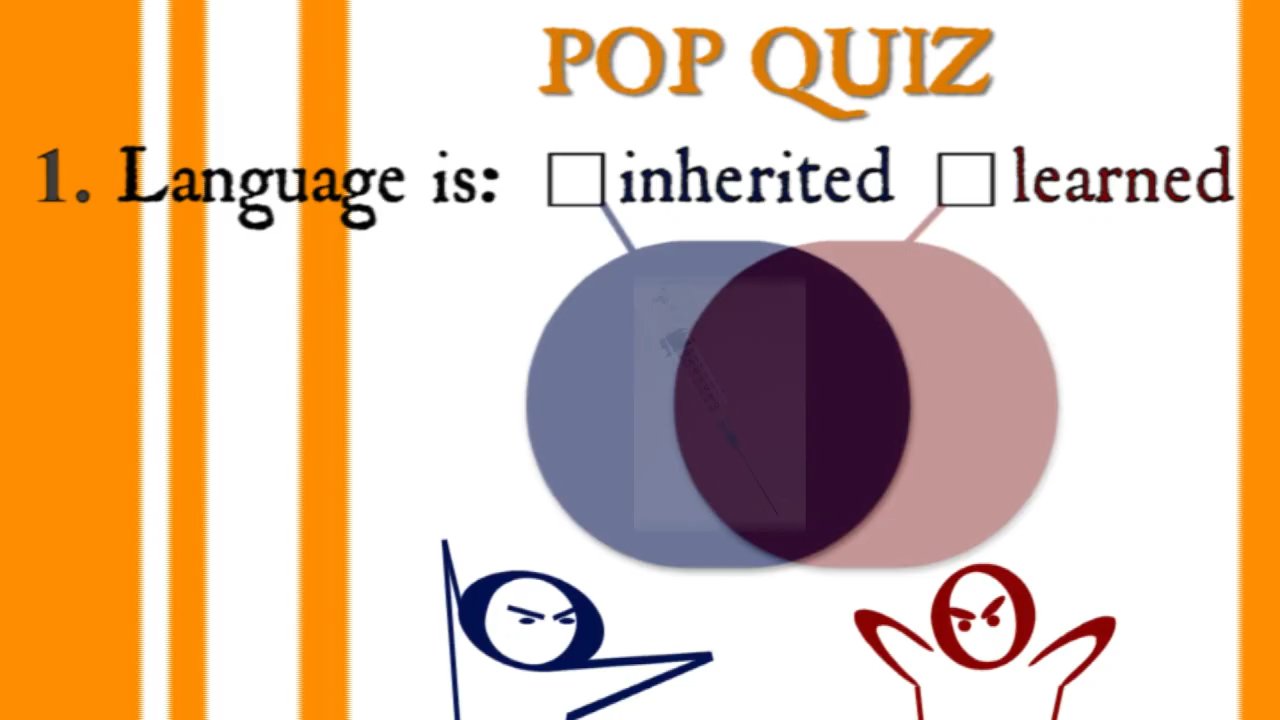 POP QUIZ
1. Language is: □ inherited □ learned